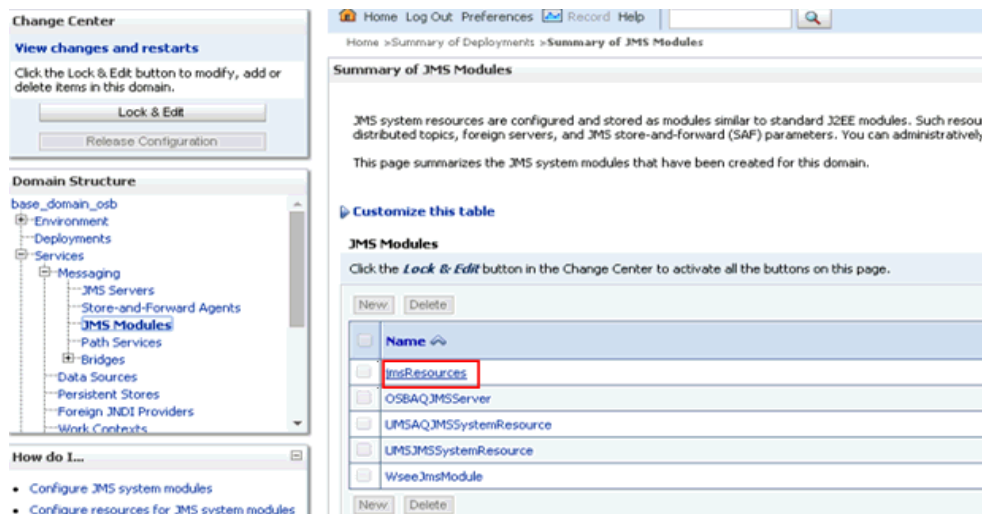 Change Center
View changes and restarts
Click the Lock & Edit button to modify, add or
delete items in this domain.
Lock & Edit
Release Configuration
Domain Structure
base_domain_osb
Environment
Deployments
Services
Messaging
JMS Servers
Store-and-Forward Agents
JMS Modules
Path Services
Bridges
Data Sources
Persistent Stores
Foreign JNDI Providers
Work Contexts
How do I...
Configure JMS system modules
Configure resources for JMS system modules
Home Log Out Preferences Record Help
Home >Summary of Deployments >Summary of JMS Modules
Summary of JMS Modules
JMS system resources are configured and stored as modules similar to standard J2EE modules. Such resou
distributed topics, foreign servers, and JMS store-and-forward (SAF) parameters. You can administratively
This page summarizes the JMS system modules that have been created for this domain.
Customize this table
JMS Modules
Click the Lock & Edit button in the Change Center to activate all the buttons on this page.
New Delete
Name
jmsResources
OSBAQJMSServer
UMSAQJMSSystemResource
UMSJMSSystemResource
WseeJmsModule
New Delete